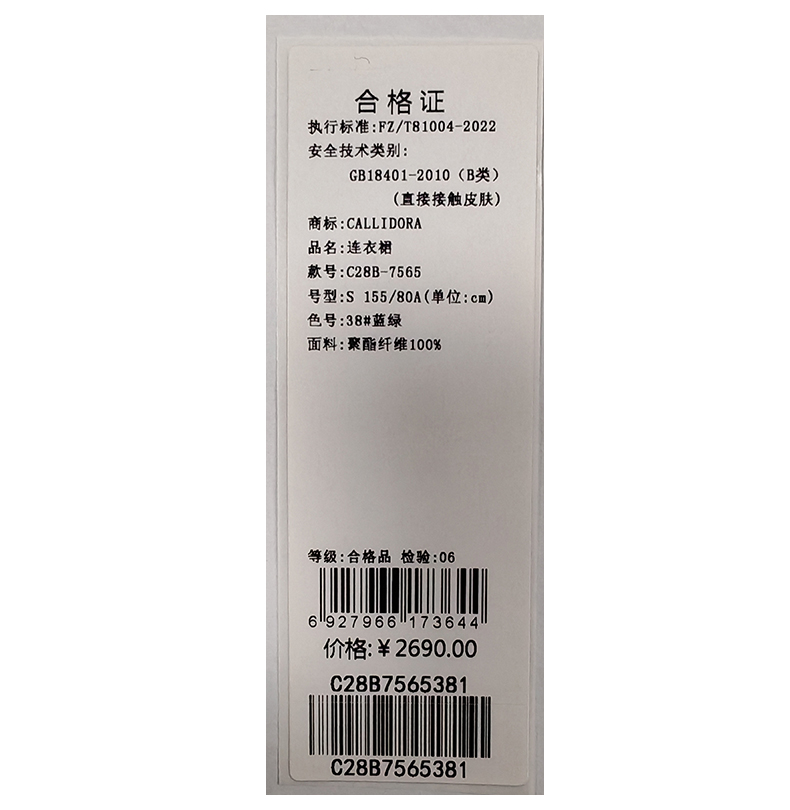 合格证
执行标准:FZ/T81004-2022
安全技术类别:
GB18401-2010（B类）
(直接接触皮肤)
商标:CALLIDORA
品名:连衣裙
款号:C28B-7565
号型:S 155/80A(单位:cm)
色号:38#蓝绿
面料:聚酯纤维100%
等级:合格品 检验:06
6 927966 173644
价格:￥2690.00
C28B7565381
C28B7565381